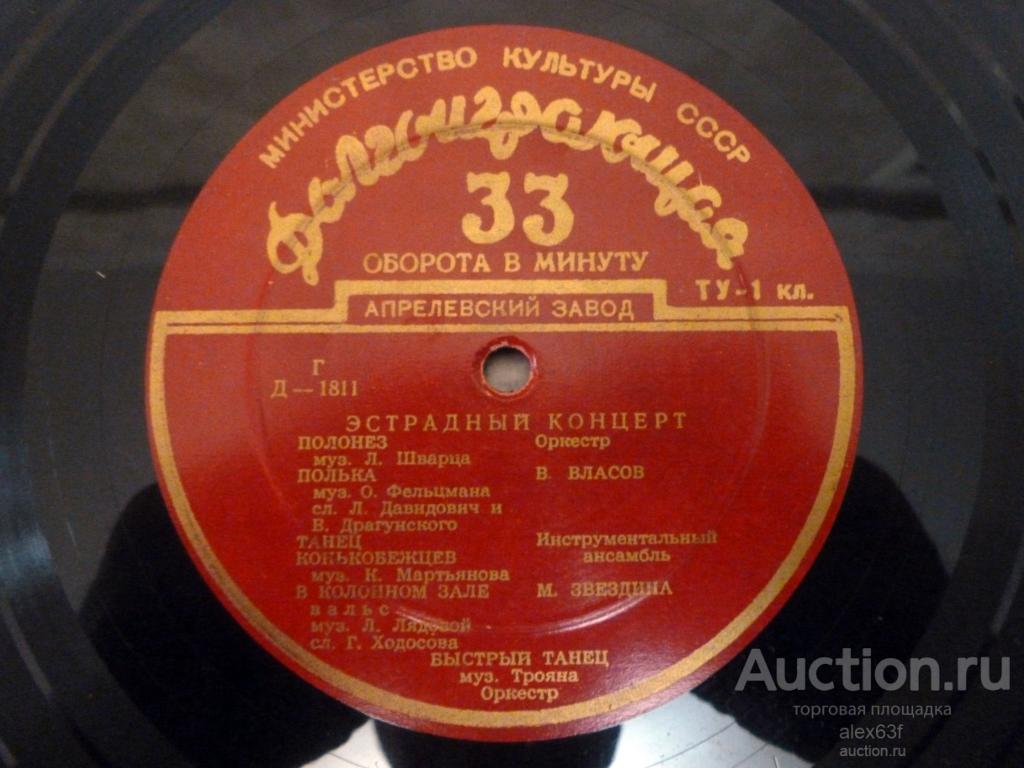 МИНИСТЕРСТВО КУЛЬТУРЫ СССР
Долгоиграющая
33
ОБОРОТА В МИНУТУ
ТУ-1 кл.
АПРЕЛЕВСКИЙ ЗАВОД
Г
Д—1811
ЭСТРАДНЫЙ КОНЦЕРТ
ПОЛОНЕЗ Оркестр
муз. Л. Шварца
ПОЛЬКА В. ВЛАСОВ
муз. О. Фельцмана
сл. Л. Давидович и
В. Драгунского
ТАНЕЦ Инструментальный
КОНЬКОБЕЖЦЕВ ансамбль
муз. К. Мартьянова
В КОЛОННОМ ЗАЛЕ М. ЗВЕЗДИНА
вальс
муз. Л. Лядовой
сл. Г. Ходосова
БЫСТРЫЙ ТАНЕЦ
муз. Трояна
Оркестр
Auction.ru
торговая площадка
alex63f
auction.ru